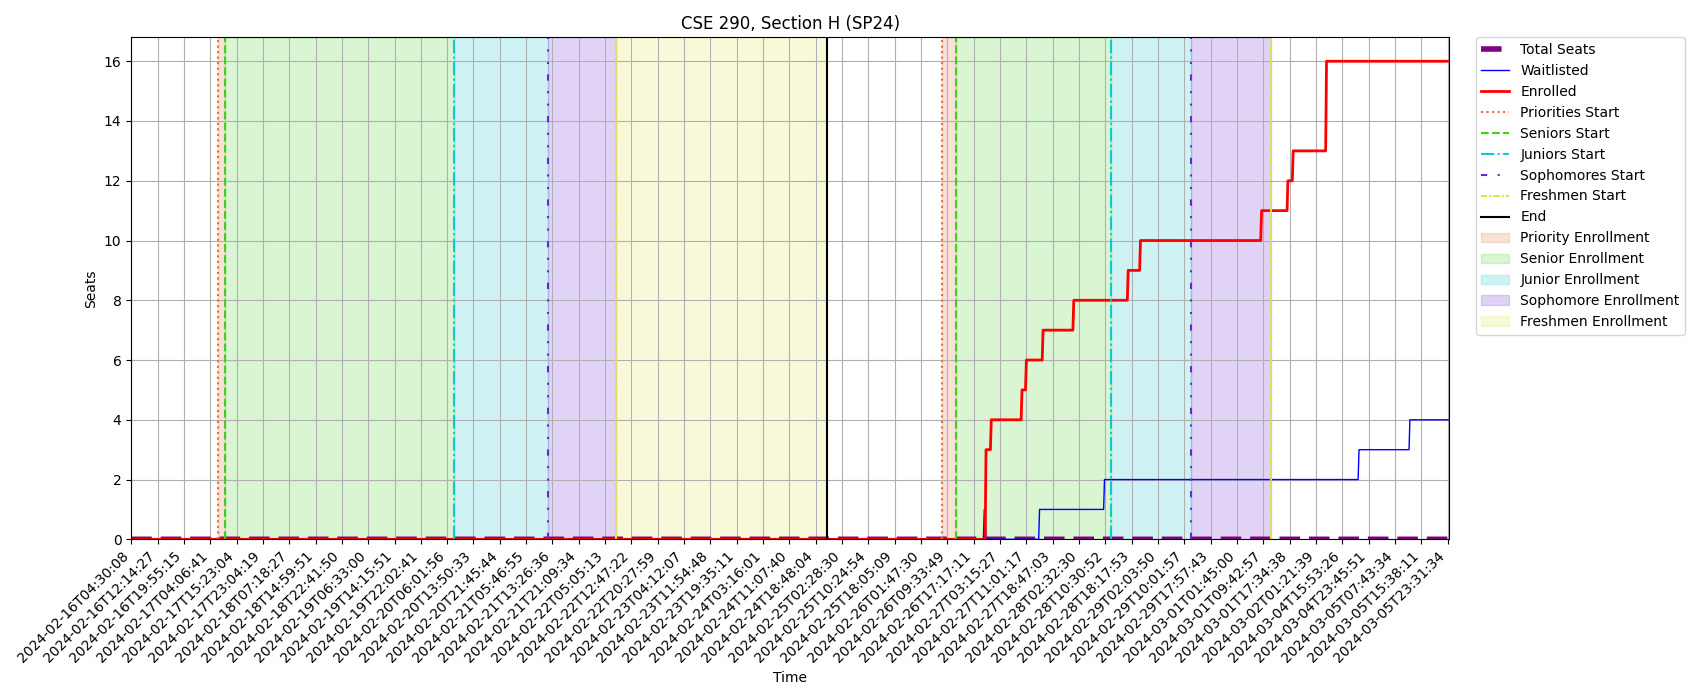 CSE 290, Section H (SP24)
Seats
16
14
12
10
8
6
4
2
0
2024-02-16T04:30:08
2024-02-16T12:14:27
2024-02-16T19:55:15
2024-02-17T04:06:41
2024-02-17T15:23:04
2024-02-17T23:04:19
2024-02-18T07:18:27
2024-02-18T14:59:51
2024-02-18T22:41:50
2024-02-19T06:33:00
2024-02-19T14:15:51
2024-02-19T22:02:41
2024-02-20T06:01:56
2024-02-20T13:50:33
2024-02-20T21:45:44
2024-02-21T05:46:55
2024-02-21T13:26:36
2024-02-21T21:09:34
2024-02-22T05:05:13
2024-02-22T12:47:22
2024-02-22T20:27:59
2024-02-23T04:12:07
2024-02-23T11:54:48
2024-02-23T19:35:11
2024-02-24T03:16:01
2024-02-24T11:07:40
2024-02-24T18:48:04
2024-02-25T02:28:30
2024-02-25T10:24:54
2024-02-25T18:05:09
2024-02-26T01:47:30
2024-02-26T09:33:49
2024-02-26T17:17:11
2024-02-27T03:15:27
2024-02-27T11:01:17
2024-02-27T18:47:03
2024-02-28T02:32:30
2024-02-28T10:30:52
2024-02-28T18:17:53
2024-02-29T02:03:50
2024-02-29T10:01:57
2024-02-29T17:57:43
2024-03-01T01:45:00
2024-03-01T09:42:57
2024-03-01T17:34:38
2024-03-02T01:21:39
2024-03-04T15:53:26
2024-03-04T23:45:51
2024-03-05T07:43:34
2024-03-05T15:38:11
2024-03-05T23:31:34
Time
Total Seats
Waitlisted
Enrolled
Priorities Start
Seniors Start
Juniors Start
Sophomores Start
Freshmen Start
End
Priority Enrollment
Senior Enrollment
Junior Enrollment
Sophomore Enrollment
Freshmen Enrollment